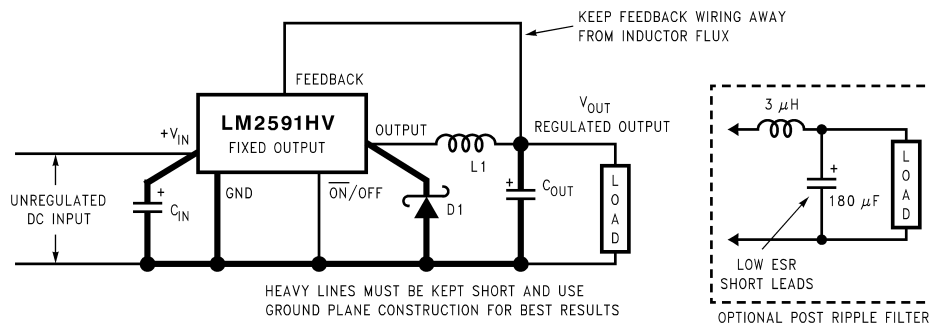 KEEP FEEDBACK WIRING AWAY
FROM INDUCTOR FLUX
FEEDBACK
LM2591HV
FIXED OUTPUT
+VIN
OUTPUT
VOUT
REGULATED OUTPUT
L1
UNREGULATED
DC INPUT
+
CIN
GND
ON/OFF
D1
+
COUT
LOAD
HEAVY LINES MUST BE KEPT SHORT AND USE
GROUND PLANE CONSTRUCTION FOR BEST RESULTS
3 μH
+
180 μF
LOAD
LOW ESR
SHORT LEADS
OPTIONAL POST RIPPLE FILTER